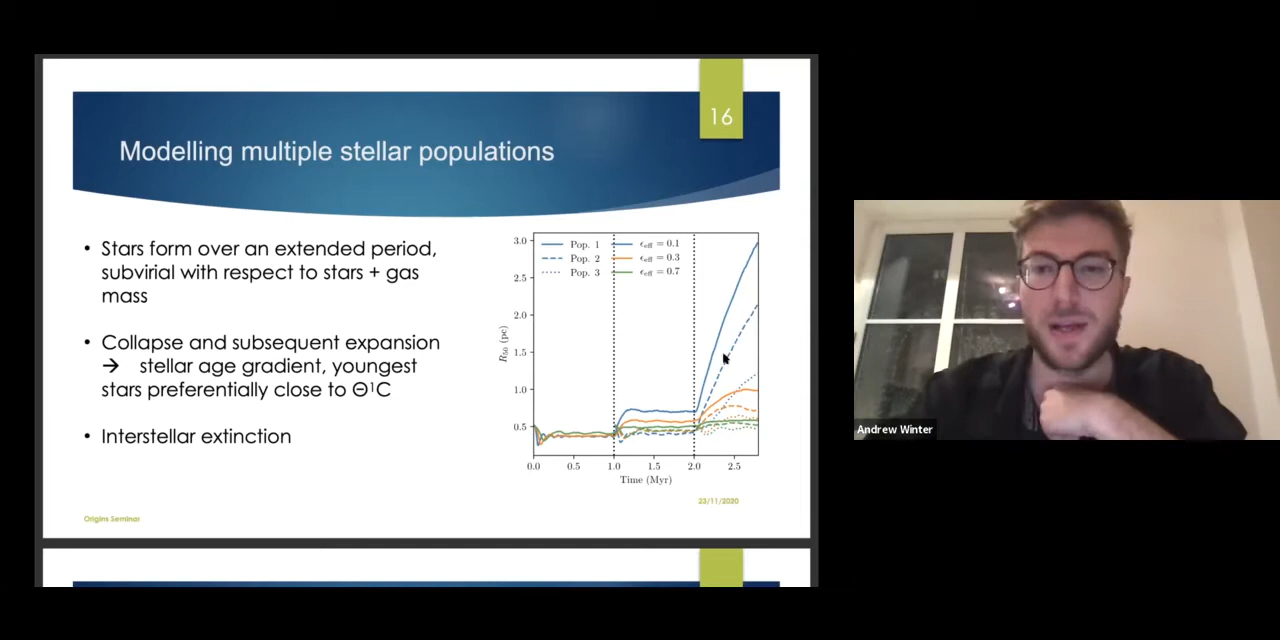 16
Modelling multiple stellar populations
• Stars form over an extended period,
subvirial with respect to stars + gas
mass
• Collapse and subsequent expansion
→ stellar age gradient, youngest
stars preferentially close to Θ¹C
• Interstellar extinction
Pop. 1
Pop. 2
Pop. 3
ϵeff = 0.1
ϵeff = 0.3
ϵeff = 0.7
3.0
2.5
2.0
1.5
1.0
0.5
R50 (pc)
0.0 0.5 1.0 1.5 2.0 2.5
Time (Myr)
23/11/2020
Origins Seminar
Andrew Winter